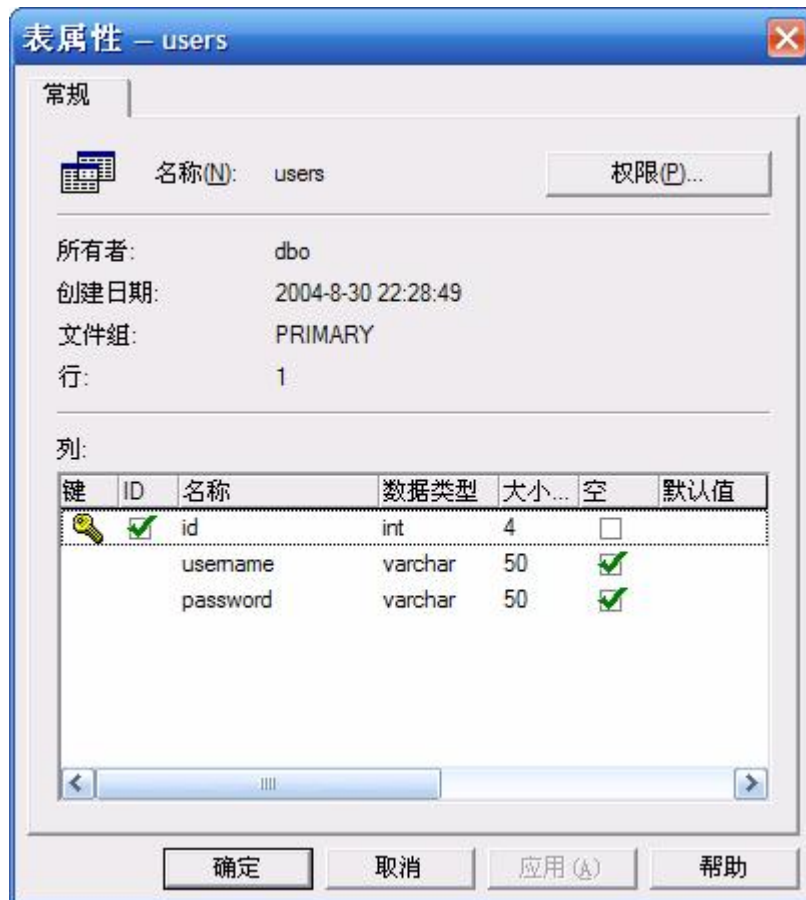 表属性 – users
常规
名称(N): users 权限(P)...
所有者: dbo
创建日期: 2004-8-30 22:28:49
文件组: PRIMARY
行: 1
列:
键 ID 名称 数据类型 大小... 空 默认值
id int 4
username varchar 50
password varchar 50
确定 取消 应用(A) 帮助